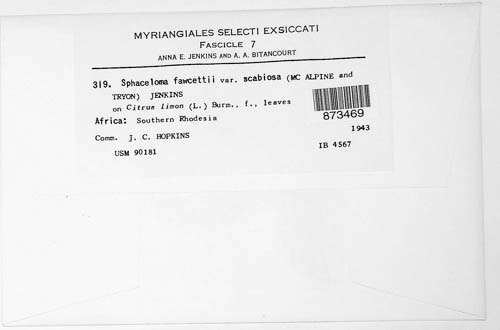 MYRIANGIALES SELECTI EXSICCATI
FASCICLE 7
ANNA E. JENKINS AND A. A. BITANCOURT
319. Sphaceloma fawcettii var. scabiosa (MC ALPINE and
TRYON) JENKINS
on Citrus limon (L.) Burm., f., leaves
Africa: Southern Rhodesia
873469
1943
Comm. J. C. HOPKINS
USM 90181
IB 4567